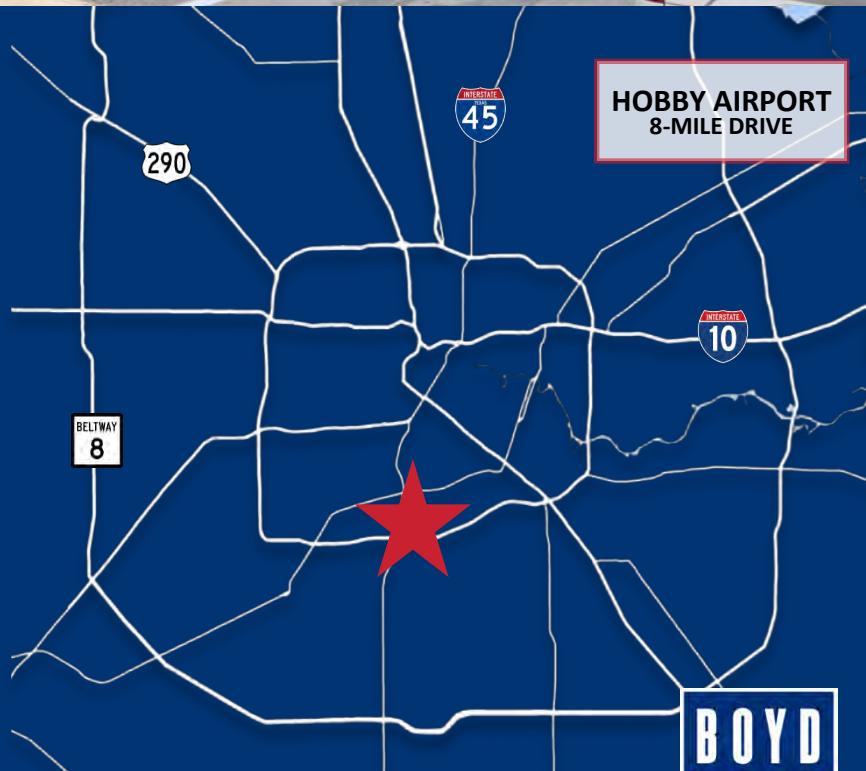 INTERSTATE
TEXAS
45
HOBBY AIRPORT
8-MILE DRIVE
290
INTERSTATE
10
BELTWAY
8
BOYD